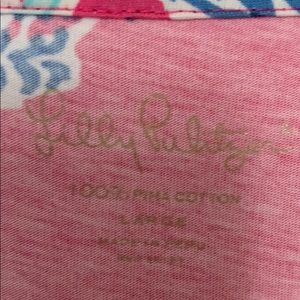 Lilly Pulitzer
100% PIMA COTTON
LARGE
MADE IN PERU